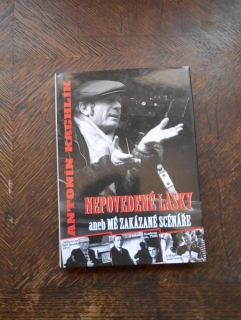 ANTONÍN KACHLÍK
NEPOVEDENÉ LÁSKY
aneb MÉ ZAKÁZANÉ SCÉNÁŘE